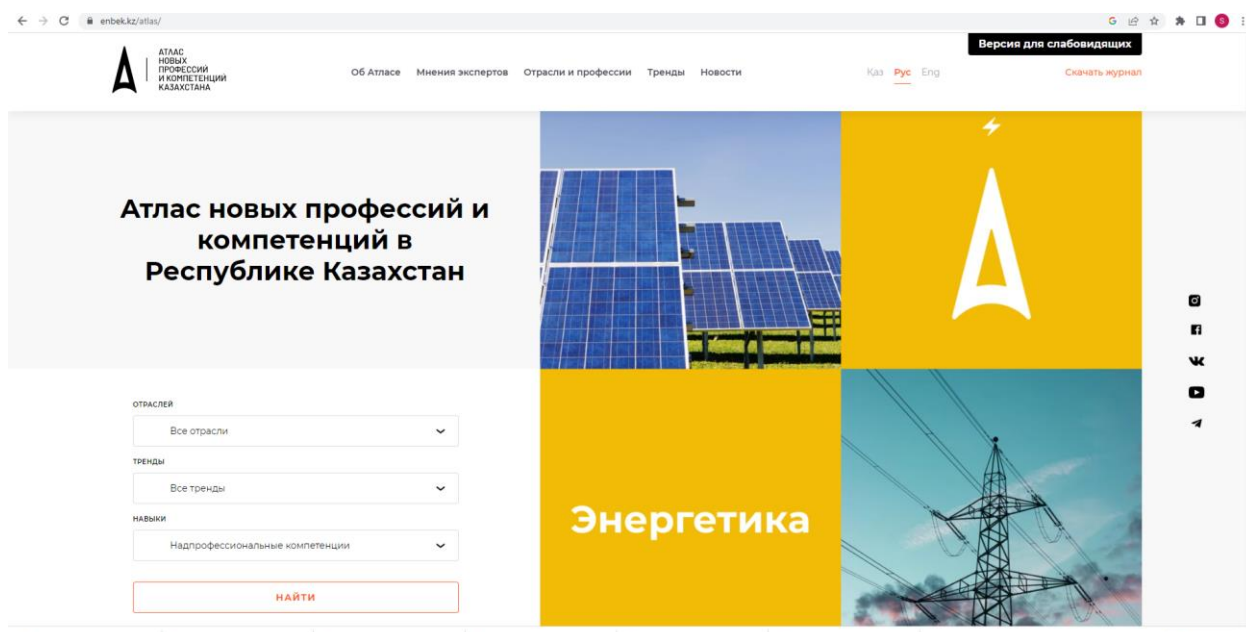 enbek.kz/atlas/
Версия для слабовидящих
АТЛАС
НОВЫХ
ПРОФЕССИЙ
И КОМПЕТЕНЦИЙ
КАЗАХСТАНА
Об Атласе Мнения экспертов Отрасли и профессии Тренды Новости
Қаз Рус Eng
Скачать журнал
Атлас новых профессий и
компетенций в
Республике Казахстан
ОТРАСЛЕЙ
Все отрасли
ТРЕНДЫ
Все тренды
НАВЫКИ
Надпрофессиональные компетенции
НАЙТИ
Энергетика